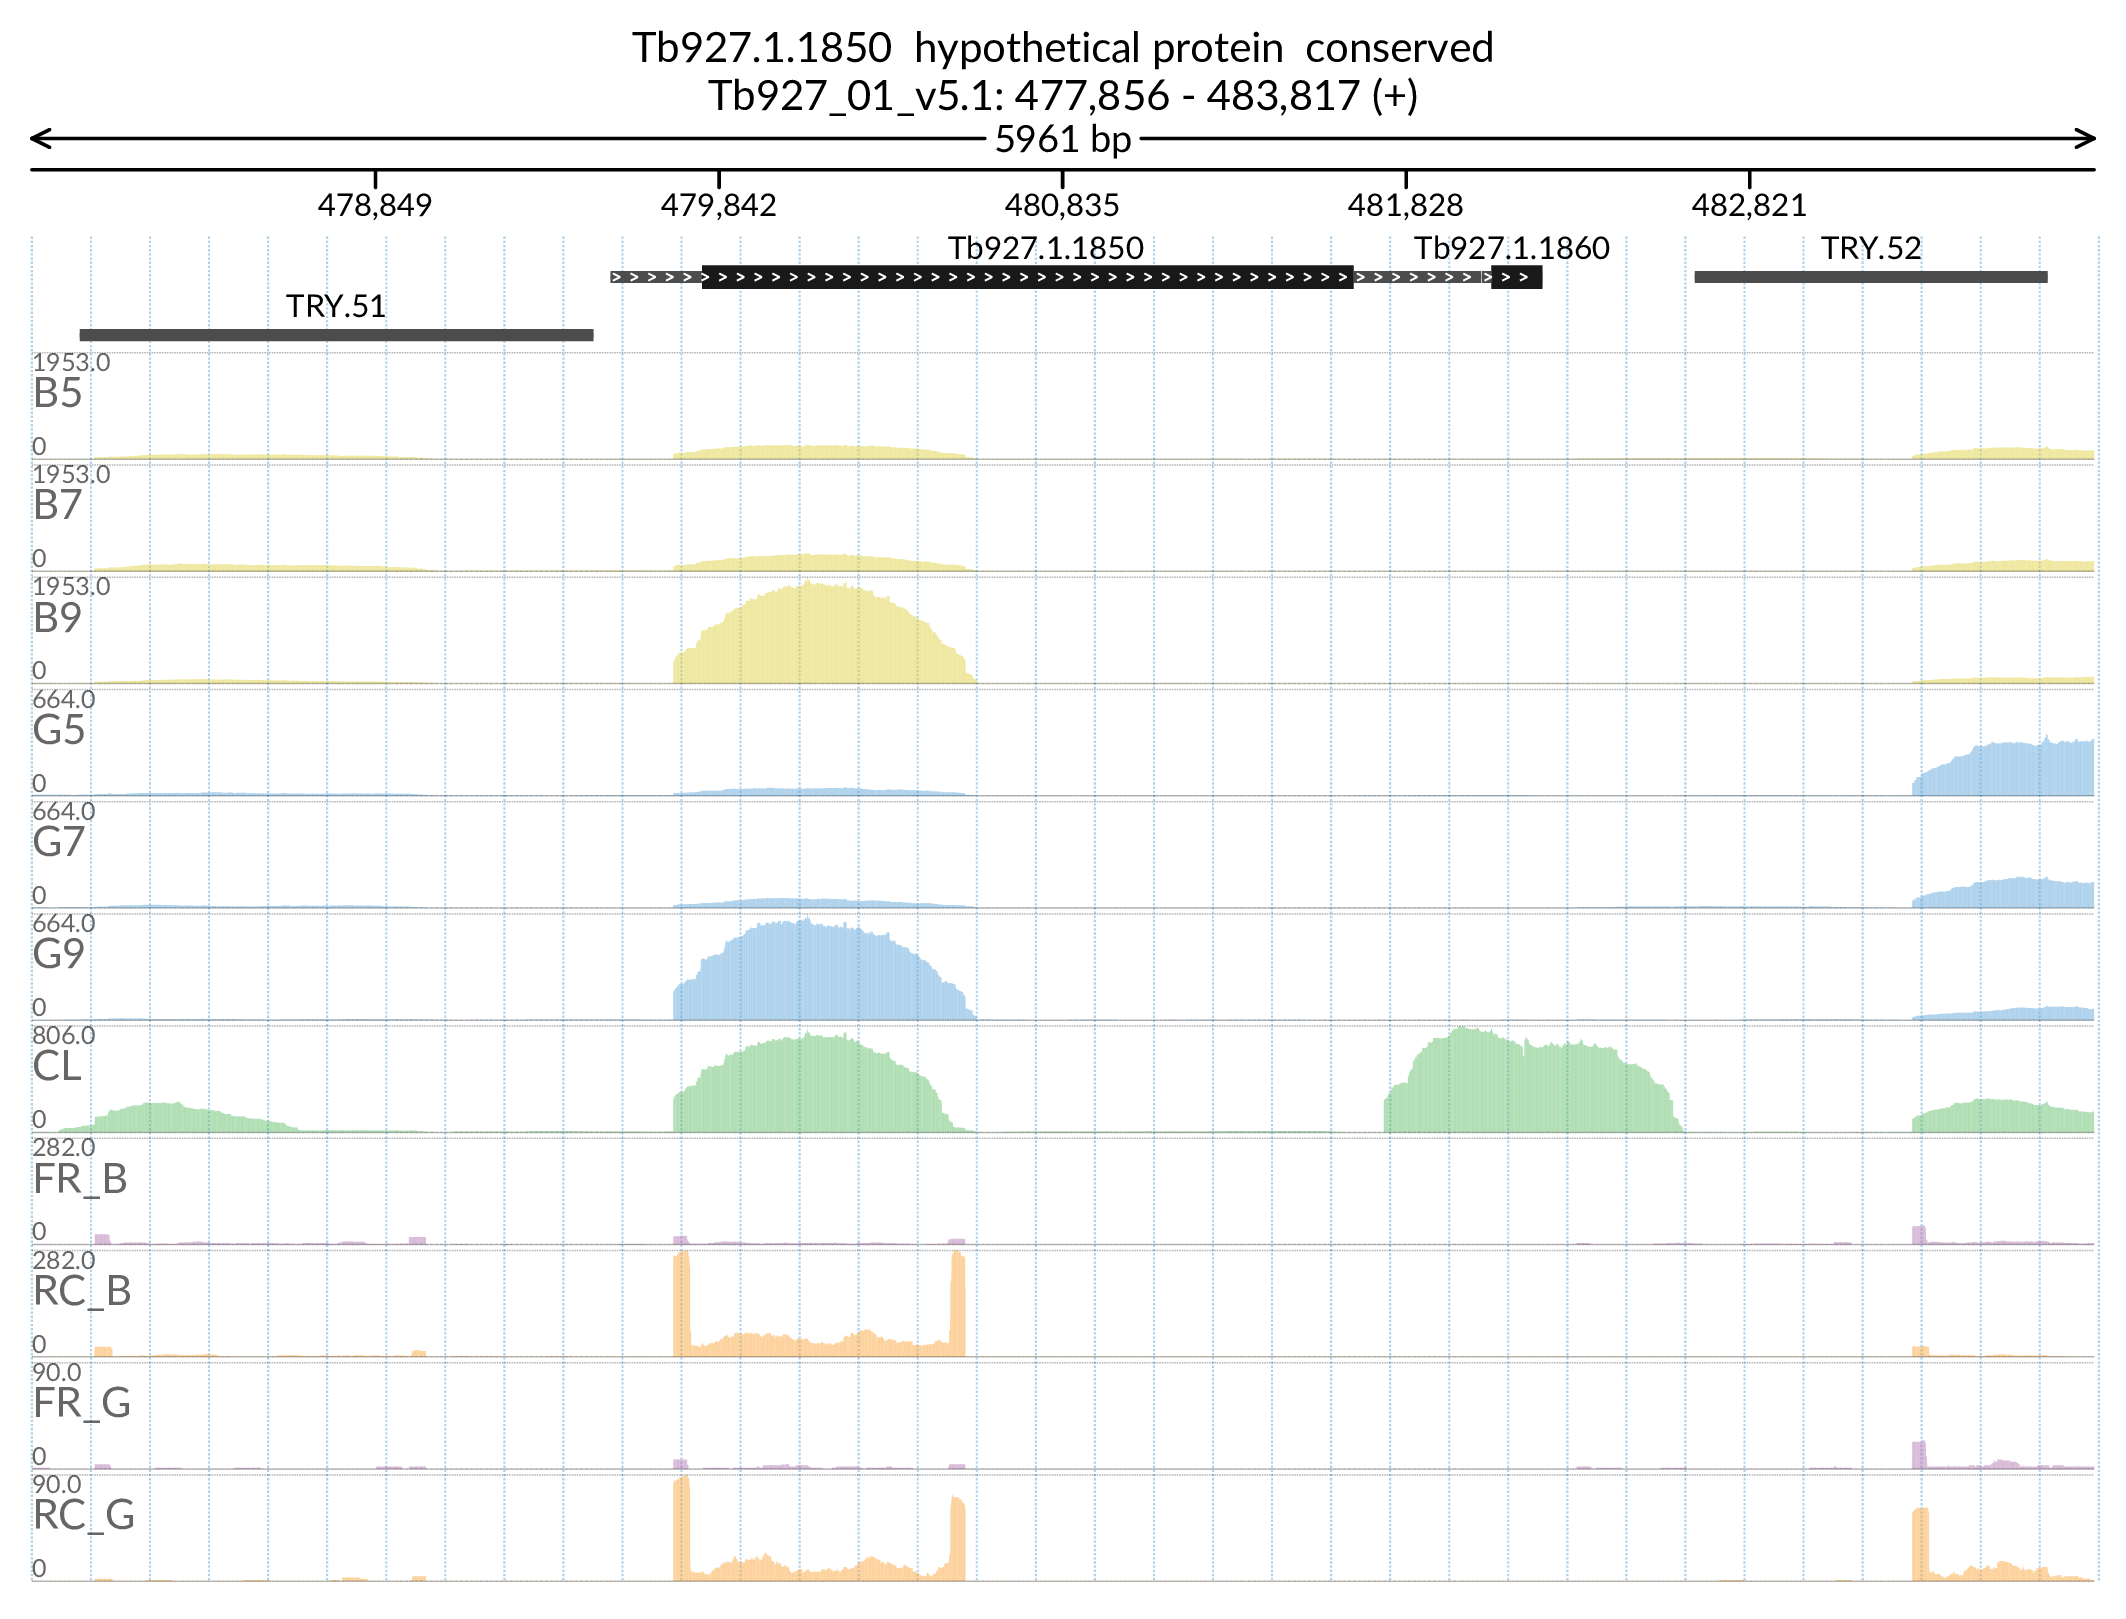 Tb927.1.1850  hypothetical protein  conserved
Tb927_01_v5.1: 477,856 - 483,817 (+)
5961 bp
478,849 479,842 480,835 481,828 482,821
Tb927.1.1850 Tb927.1.1860 TRY.52
TRY.51
1953.0
B5
0
1953.0
B7
0
1953.0
B9
0
664.0
G5
0
664.0
G7
0
664.0
G9
0
806.0
CL
0
282.0
FR_B
0
282.0
RC_B
0
90.0
FR_G
0
90.0
RC_G
0